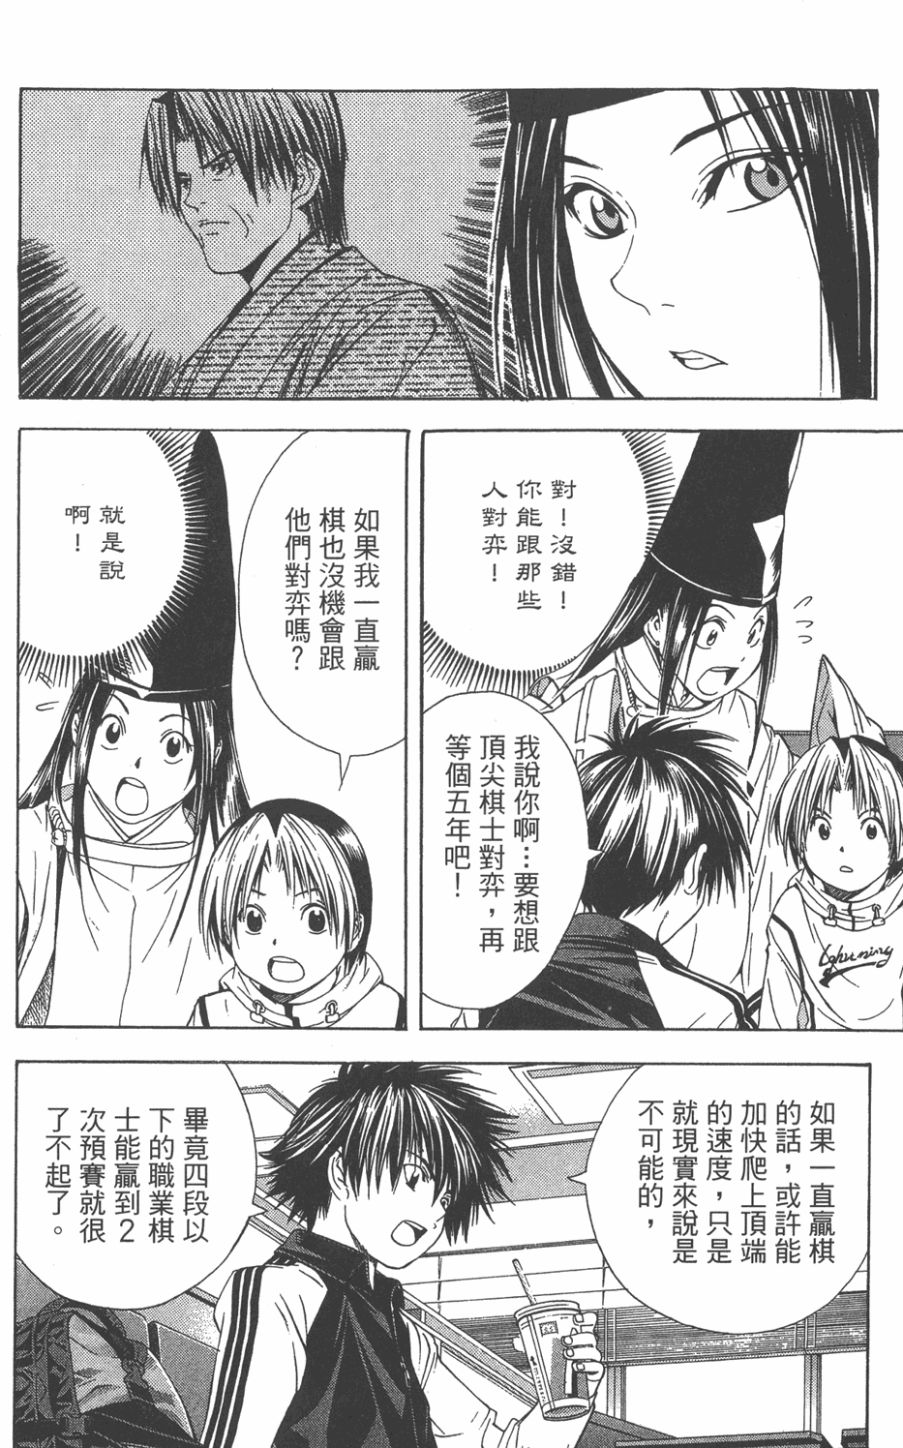 對！沒錯！
你能跟那些
人對弈！
我說你啊…要想跟
頂尖棋士對弈，再
等個五年吧！
如果我一直贏
棋也沒機會跟
他們對弈嗎？
就是說
啊！
如果一直贏棋
的話，或許能
加快爬上頂端
的速度，只是
就現實來說是
不可能的，
畢竟四段以
下的職業棋
士能贏到2
次預賽就很
了不起了。